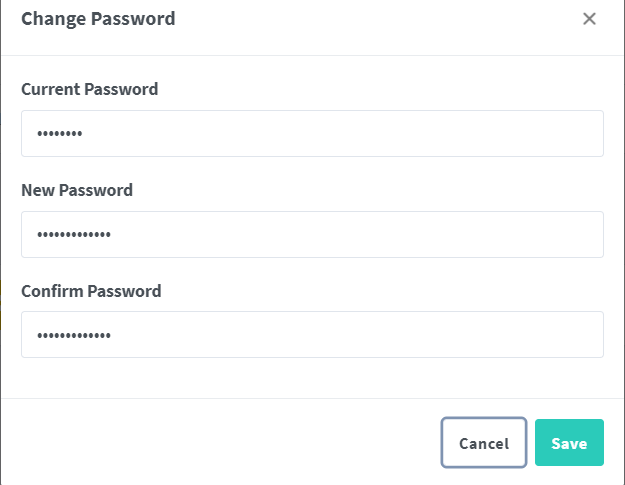 Change Password ×
Current Password
••••••••
New Password
•••••••••••••
Confirm Password
•••••••••••••
Cancel Save